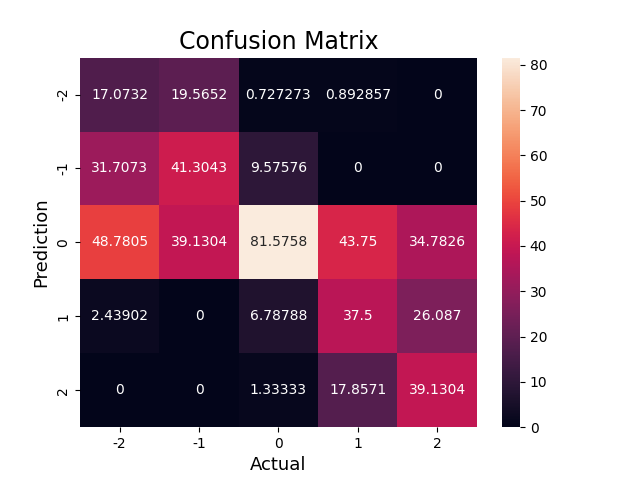 Confusion Matrix
80
-2 17.0732 19.5652 0.727273 0.892857 0
70
-1 31.7073 41.3043 9.57576 0 0
60
50
Prediction
0 48.7805 39.1304 81.5758 43.75 34.7826
40
30
1 2.43902 0 6.78788 37.5 26.087
20
2 0 0 1.33333 17.8571 39.1304
10
0
-2 -1 0 1 2
Actual